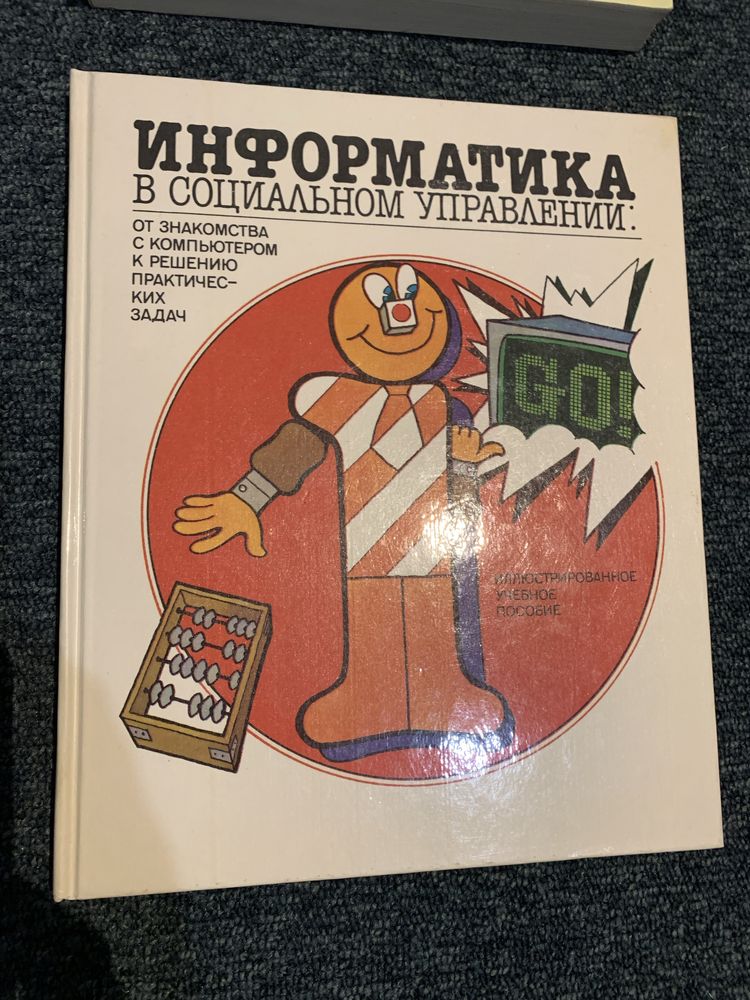 ИНФОРМАТИКА
В СОЦИАЛЬНОМ УПРАВЛЕНИИ:
ОТ ЗНАКОМСТВА
С КОМПЬЮТЕРОМ
К РЕШЕНИЮ
ПРАКТИЧЕС-
КИХ
ЗАДАЧ
GO!
ИЛЛЮСТРИРОВАННОЕ
УЧЕБНОЕ
ПОСОБИЕ